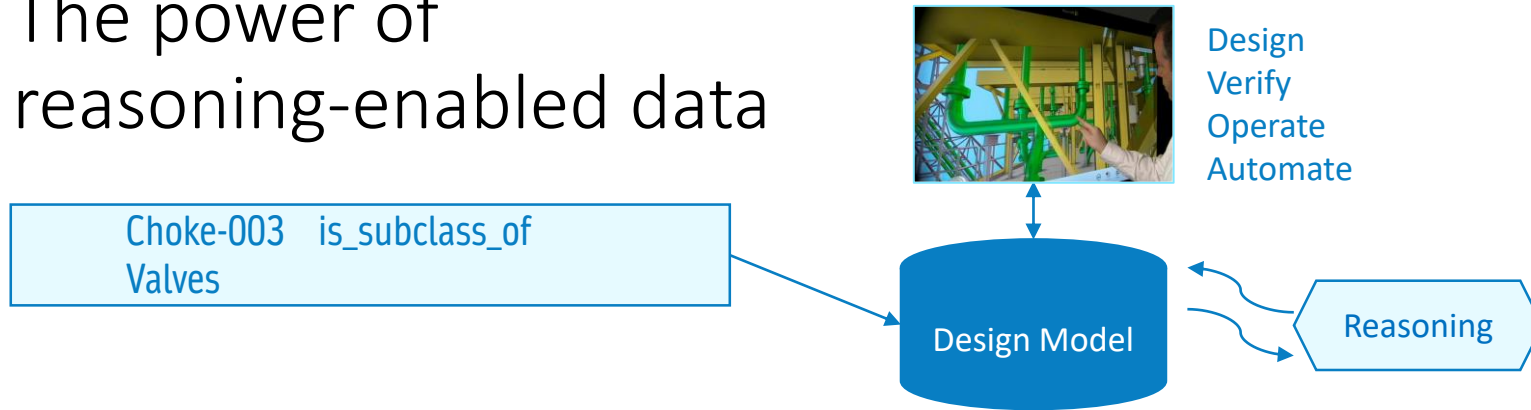 The power of
reasoning-enabled data
Design
Verify
Operate
Automate
Choke-003 is_subclass_of
Valves
Design Model
Reasoning